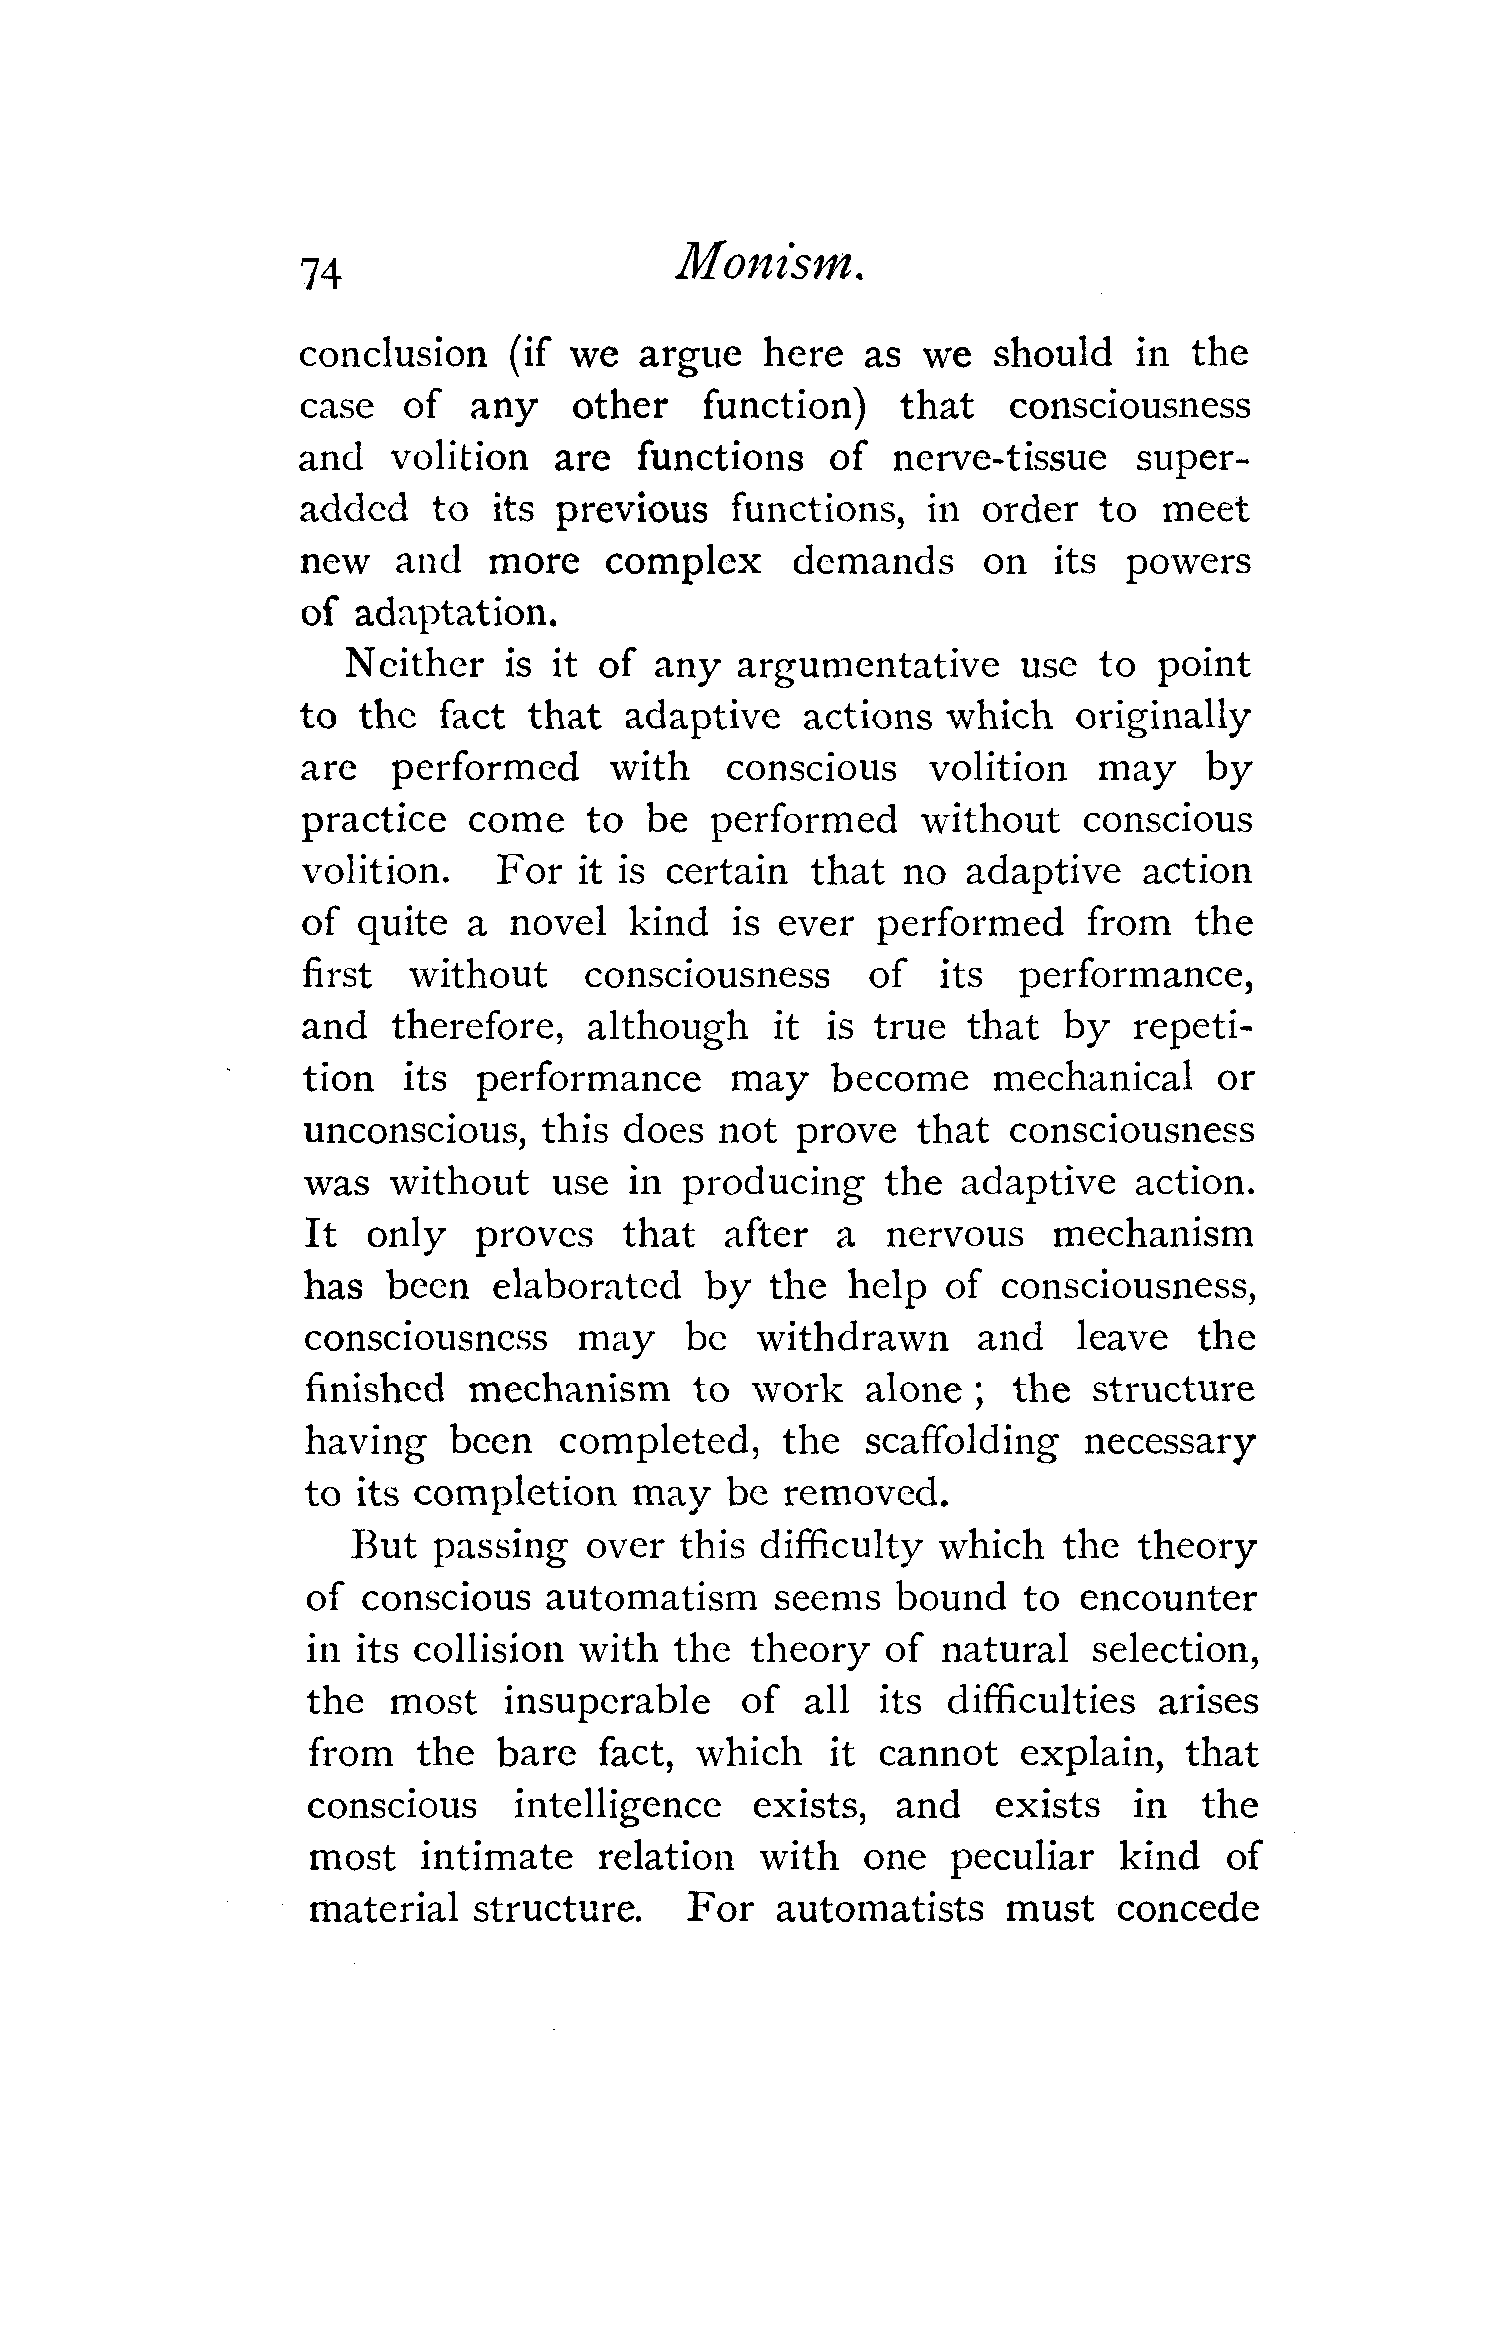 74 Monism.
conclusion (if we argue here as we should in the
case of any other function) that consciousness
and volition are functions of nerve-tissue super-
added to its previous functions, in order to meet
new and more complex demands on its powers
of adaptation.
Neither is it of any argumentative use to point
to the fact that adaptive actions which originally
are performed with conscious volition may by
practice come to be performed without conscious
volition. For it is certain that no adaptive action
of quite a novel kind is ever performed from the
first without consciousness of its performance,
and therefore, although it is true that by repeti-
tion its performance may become mechanical or
unconscious, this does not prove that consciousness
was without use in producing the adaptive action.
It only proves that after a nervous mechanism
has been elaborated by the help of consciousness,
consciousness may be withdrawn and leave the
finished mechanism to work alone ; the structure
having been completed, the scaffolding necessary
to its completion may be removed.
But passing over this difficulty which the theory
of conscious automatism seems bound to encounter
in its collision with the theory of natural selection,
the most insuperable of all its difficulties arises
from the bare fact, which it cannot explain, that
conscious intelligence exists, and exists in the
most intimate relation with one peculiar kind of
material structure. For automatists must concede